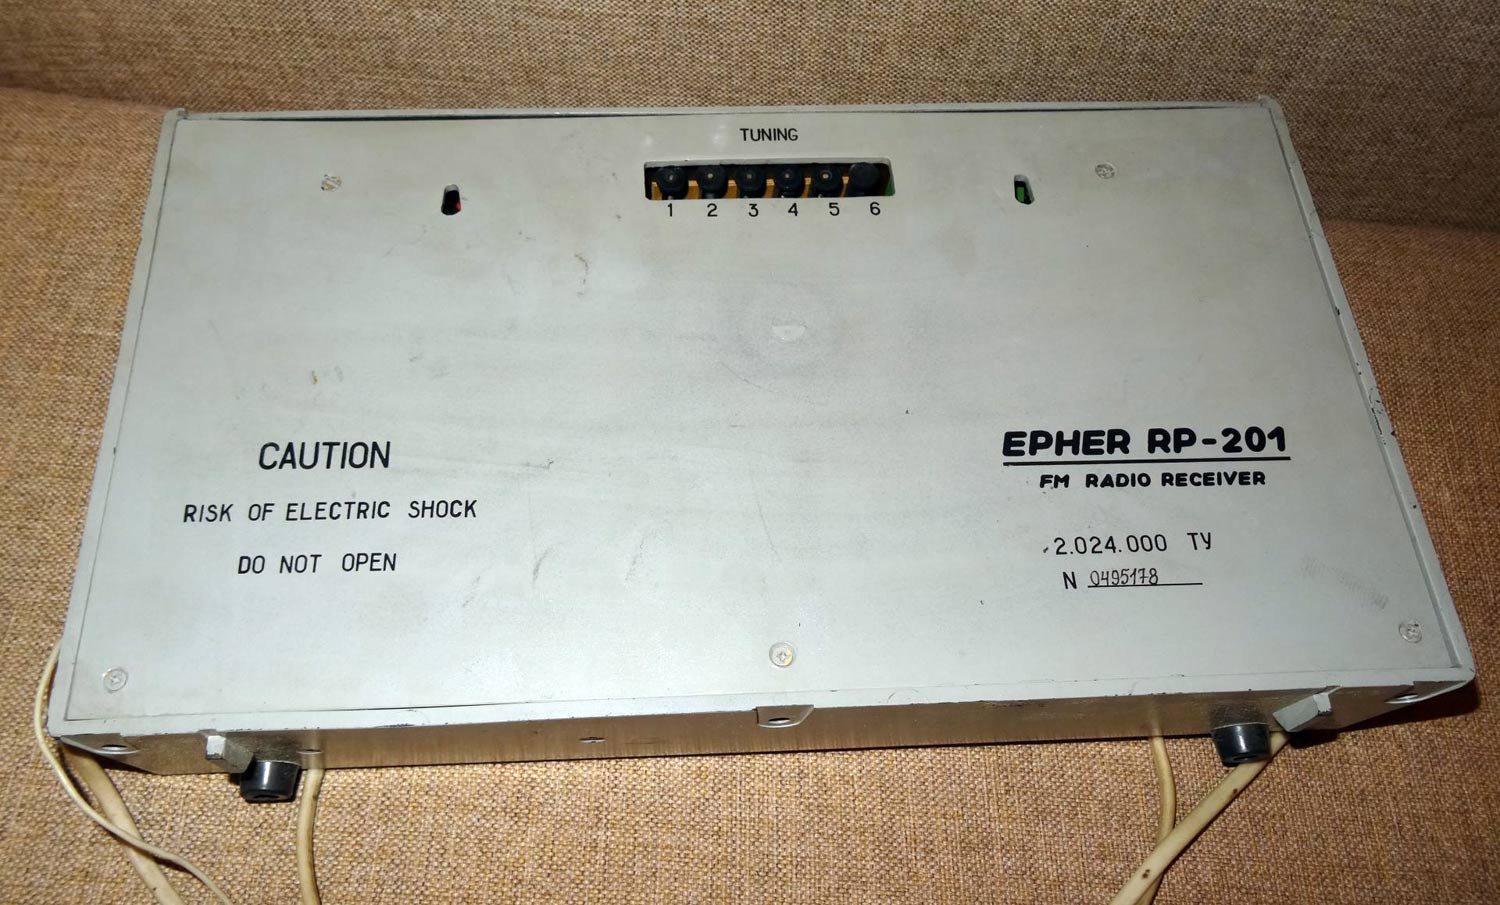 TUNING
1 2 3 4 5 6
CAUTION
RISK OF ELECTRIC SHOCK
DO NOT OPEN
EPHER RP-201
FM RADIO RECEIVER
2.024.000 ТУ
N 0495178